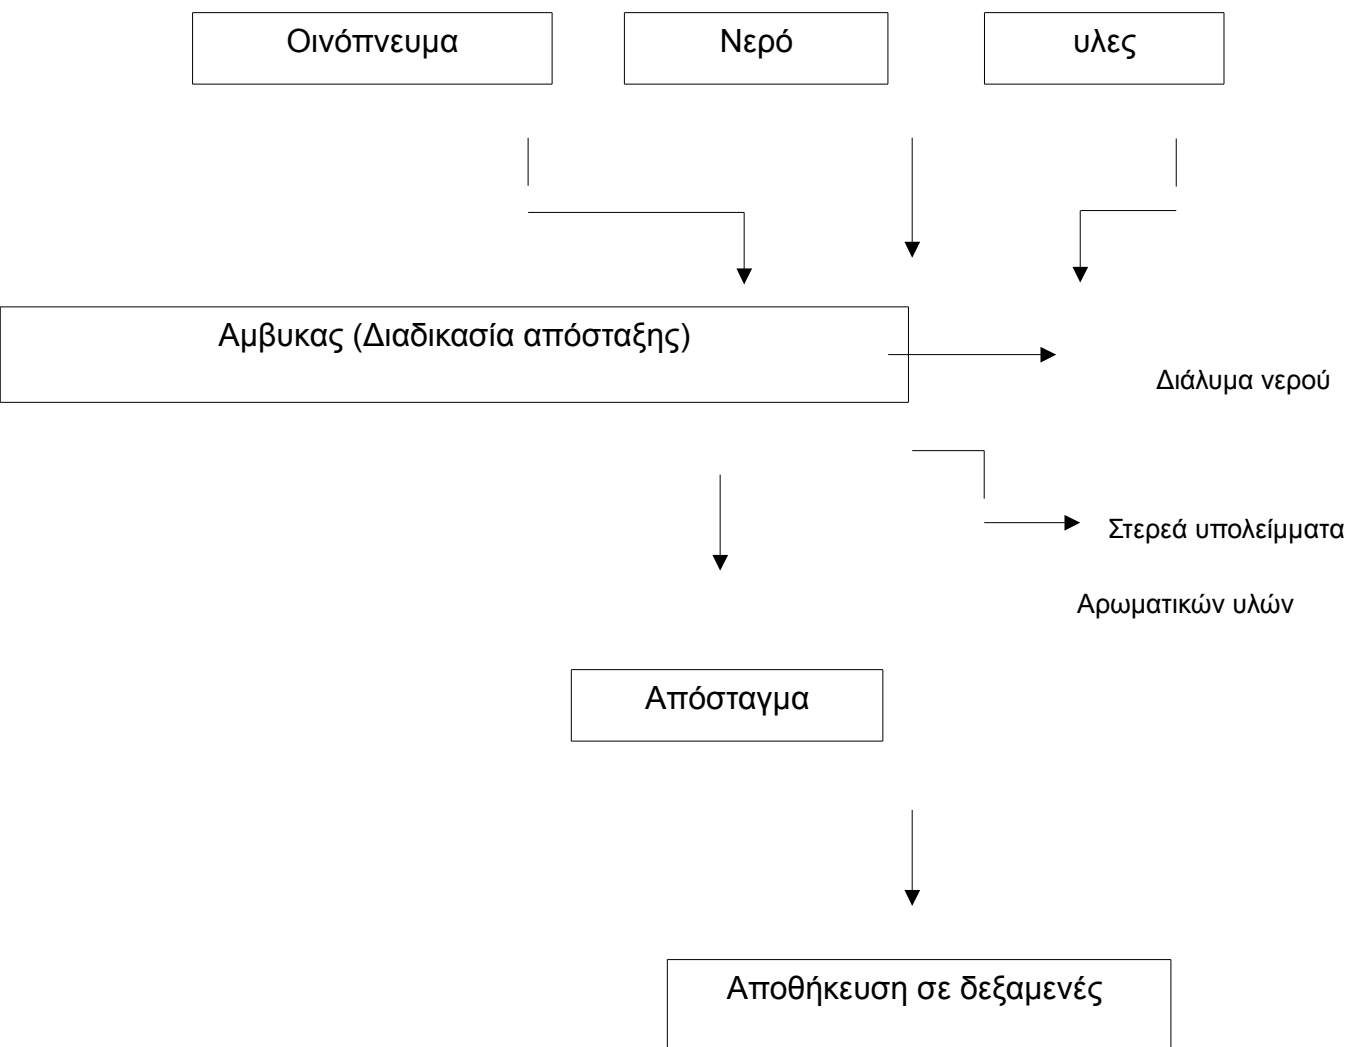 Οινόπνευμα
Νερό
υλες
Αμβυκας (Διαδικασία απόσταξης)
Διάλυμα νερού
Στερεά υπολείμματα
Αρωματικών υλών
Απόσταγμα
Αποθήκευση σε δεξαμενές